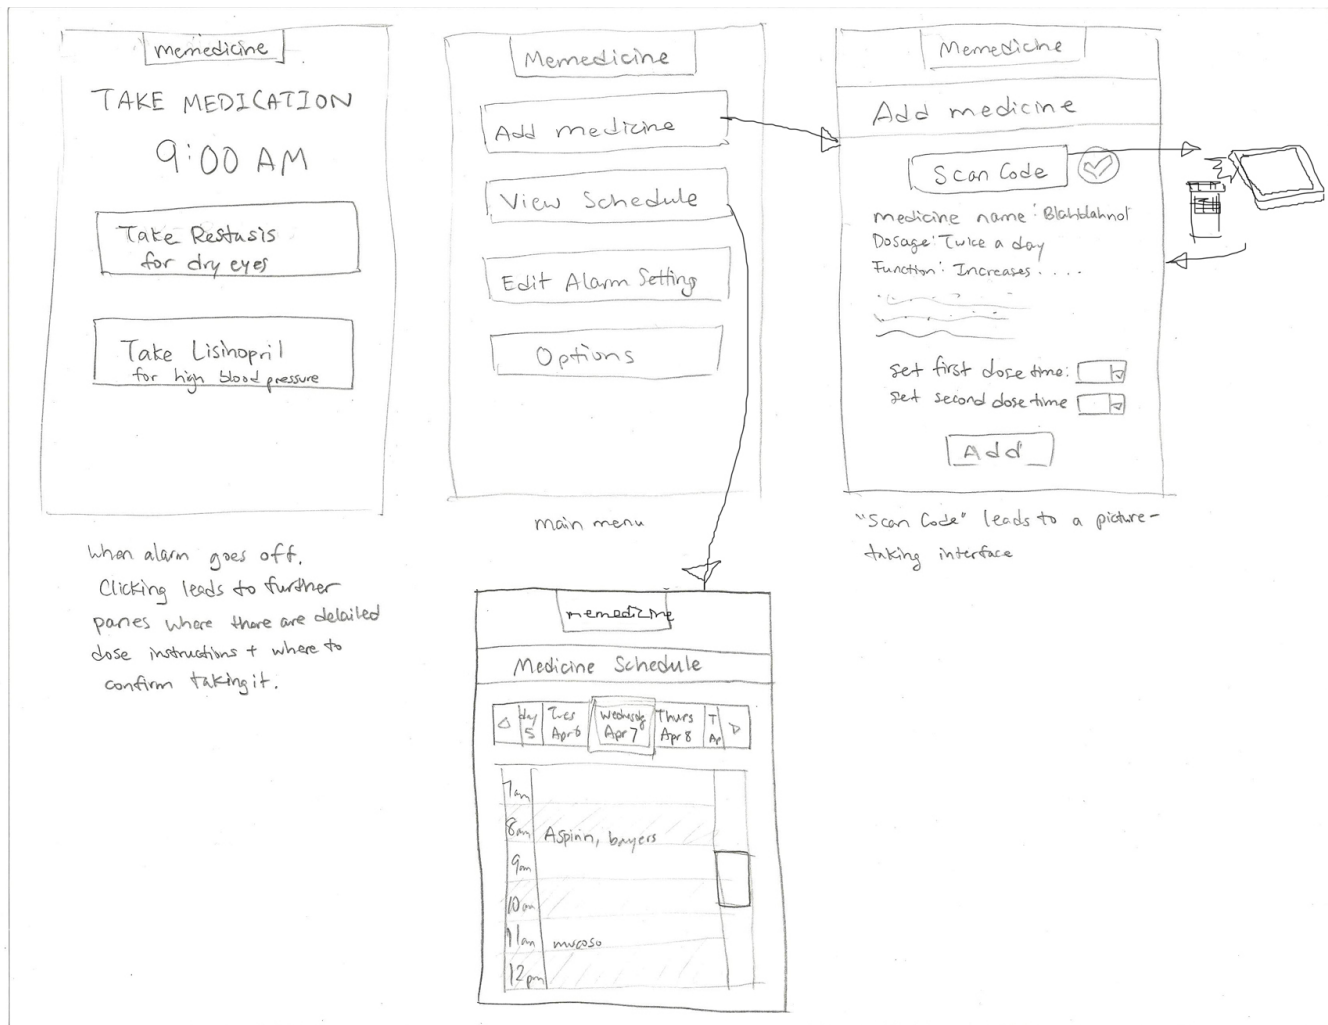 memedicine
TAKE MEDICATION
9:00 AM
Take Restasis
for dry eyes
Take Lisinopril
for high blood pressure
When alarm goes off.
Clicking leads to further
panes where there are detailed
dose instructions + where to
confirm taking it.
Memedicine
Add medicine
View Schedule
Edit Alarm Setting
Options
main menu
Memedicine
Add medicine
Scan Code
medicine name: Blahblahnol
Dosage: Twice a day
Function: Increases . . . .
set first dose time:
set second dose time
Add
"Scan Code" leads to a picture-
taking interface
memedicine
Medicine Schedule
day Tues Wednesday Thurs T
5 Apr 6 Apr 7 Apr 8 Ap
7am
8am Aspirin, bayers
9am
10am
11am mucoso
12pm